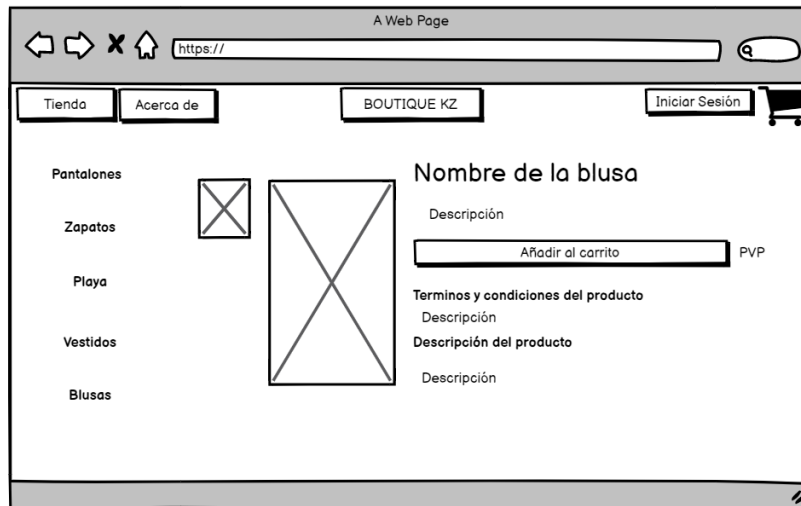 A Web Page
https://
Tienda
Acerca de
BOUTIQUE KZ
Iniciar Sesión
Pantalones
Zapatos
Playa
Vestidos
Blusas
Nombre de la blusa
Descripción
Añadir al carrito
PVP
Terminos y condiciones del producto
Descripción
Descripción del producto
Descripción